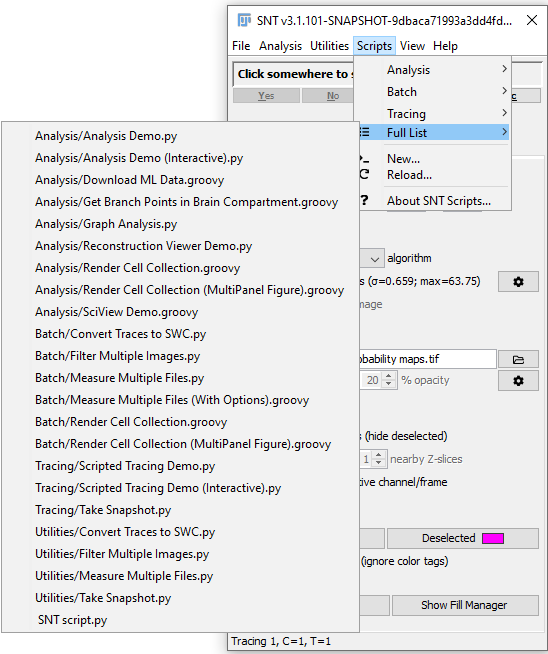 SNT v3.1.101-SNAPSHOT-9dbaca71993a3dd4fd...
File Analysis Utilities Scripts View Help
Click somewhere to s
Yes No
Analysis
Batch
Tracing
Full List
New...
Reload...
About SNT Scripts...
Analysis/Analysis Demo.py
Analysis/Analysis Demo (Interactive).py
Analysis/Download ML Data.groovy
Analysis/Get Branch Points in Brain Compartment.groovy
Analysis/Graph Analysis.py
Analysis/Reconstruction Viewer Demo.py
Analysis/Render Cell Collection.groovy
Analysis/Render Cell Collection (MultiPanel Figure).groovy
Analysis/SciView Demo.groovy
Batch/Convert Traces to SWC.py
Batch/Filter Multiple Images.py
Batch/Measure Multiple Files.py
Batch/Measure Multiple Files (With Options).groovy
Batch/Render Cell Collection.groovy
Batch/Render Cell Collection (MultiPanel Figure).groovy
Tracing/Scripted Tracing Demo.py
Tracing/Scripted Tracing Demo (Interactive).py
Tracing/Take Snapshot.py
Utilities/Convert Traces to SWC.py
Utilities/Filter Multiple Images.py
Utilities/Measure Multiple Files.py
Utilities/Take Snapshot.py
SNT script.py
algorithm
s (σ=0.659; max=63.75)
mage
obability maps.tif
20 % opacity
s (hide deselected)
1 nearby Z-slices
tive channel/frame
Deselected
(ignore color tags)
Show Fill Manager
Tracing 1, C=1, T=1